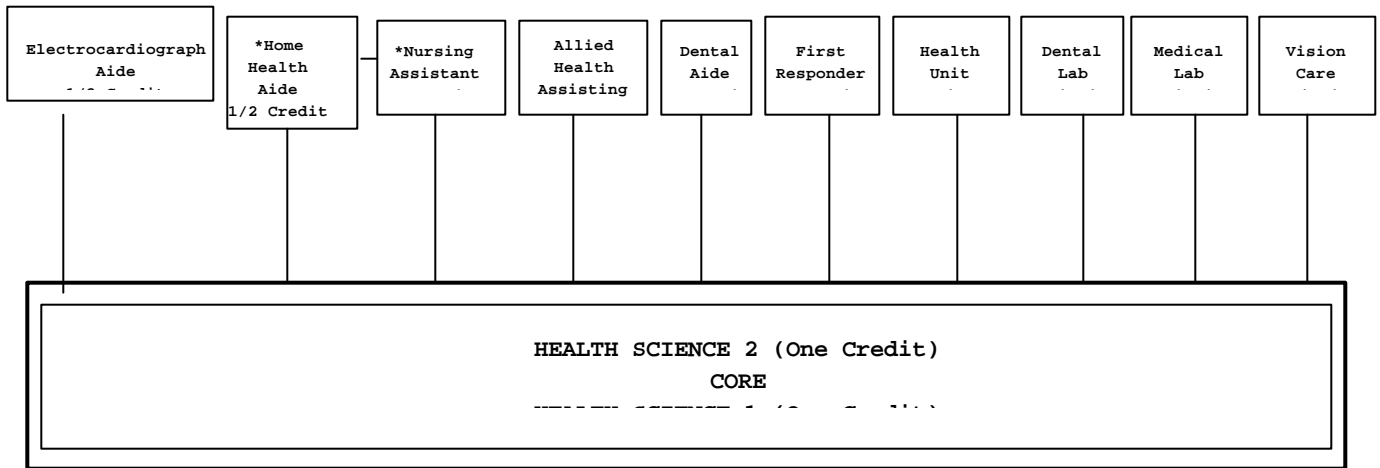 Electrocardiograph
Aide
*Home
Health
Aide
1/2 Credit
*Nursing
Assistant
Allied
Health
Assisting
Dental
Aide
First
Responder
Health
Unit
Dental
Lab
Medical
Lab
Vision
Care
HEALTH SCIENCE 2 (One Credit)
CORE